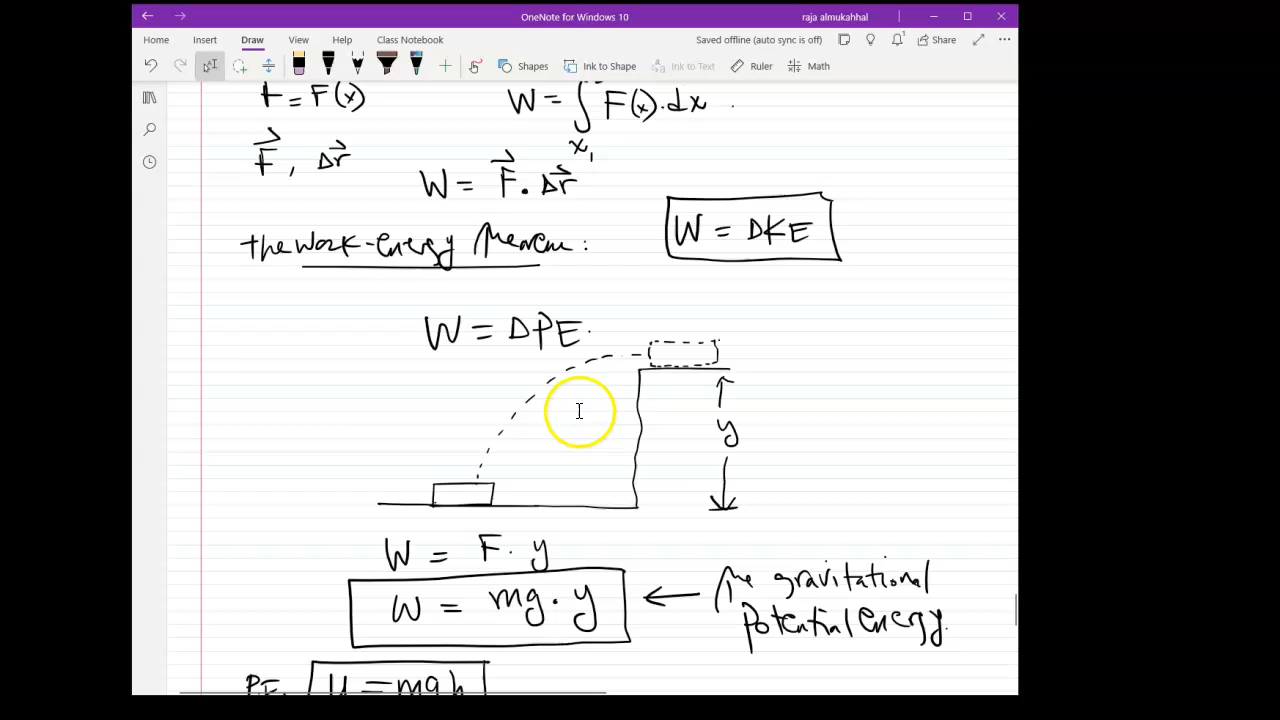 OneNote for Windows 10
raja almukahhal
Home Insert Draw View Help Class Notebook
Saved offline (auto sync is off)
Share
Shapes Ink to Shape Ink to Text Ruler Math
F = F(x) W = ∫ F(x).dx
x₁
F⃗ , Δr⃗
W = F⃗ . Δr⃗
the Work-energy theorem :
W = ΔKE
W = ΔPE.
y
W = F. y
W = mg. y ← the gravitational
potential energy.
P.E. U = mgh